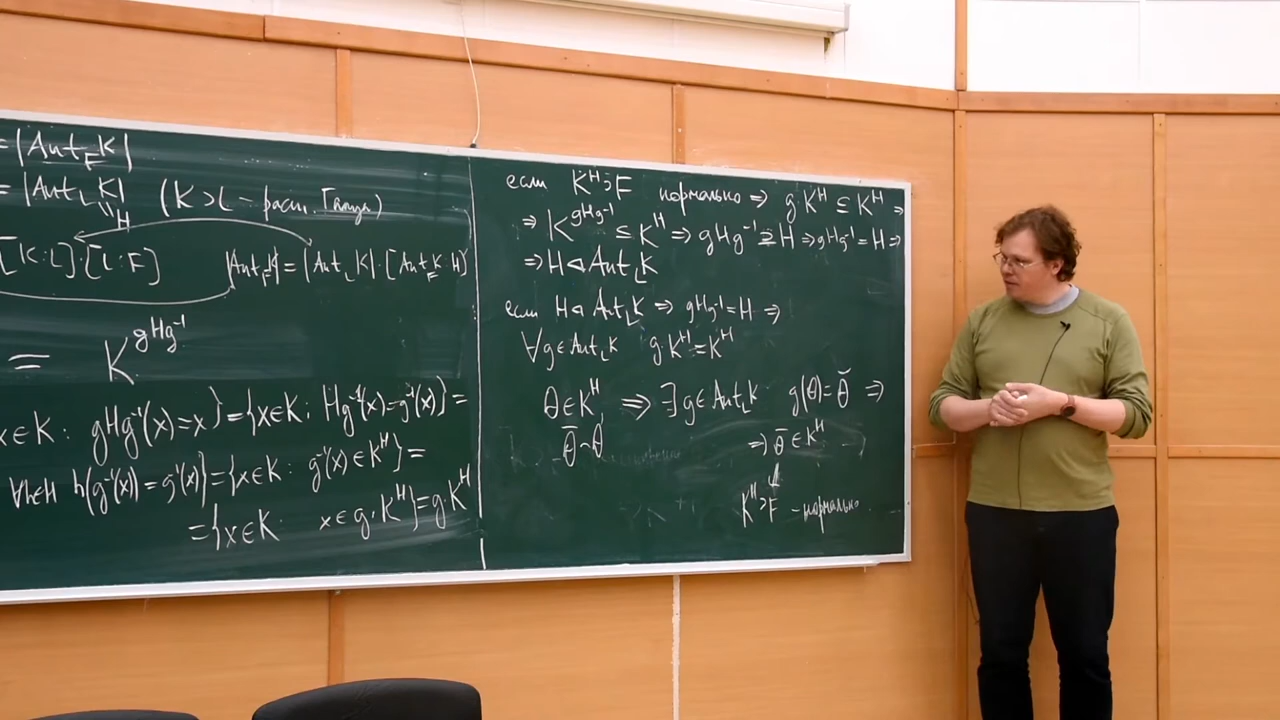 = |Aut_F K|
= |Aut_L K| (K ⊃ L – расш. Галуа)
H
[K:L]·[L:F] |Aut_F K| = |Aut_L K|·[Aut_F K : H]
= K^{gHg⁻¹}
x∈K: gHg⁻¹(x)=x} = {x∈K: Hg⁻¹(x)=g⁻¹(x)} =
∀h∈H h(g⁻¹(x))=g⁻¹(x)} = {x∈K: g⁻¹(x)∈K^H} =
= {x∈K: x∈g·K^H} = g·K^H
если K^H ⊃ F нормально ⇒ g·K^H ⊆ K^H ⇒
⇒ K^{gHg⁻¹} ⊆ K^H ⇒ gHg⁻¹ ⊇ H ⇒ gHg⁻¹ = H ⇒
⇒ H ◁ Aut_L K
если H ◁ Aut_L K ⇒ gHg⁻¹ = H ⇒
∀g∈Aut_L K g·K^H = K^H
θ∈K^H ⇒ ∃g∈Aut_L K g(θ) = θ̄ ⇒
θ̄ ~ θ ⇒ θ̄ ∈ K^H
⇓
K^H ⊃ F – нормально